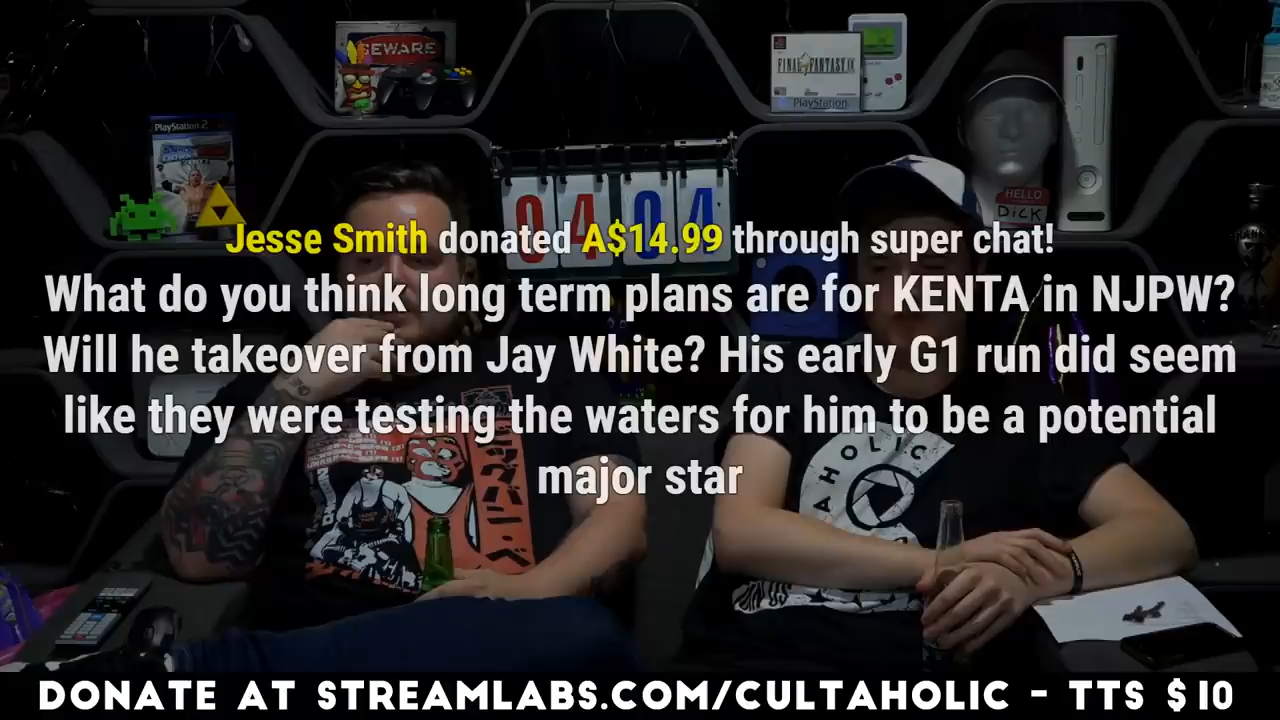 BEWARE
FINAL FANTASY IX
PlayStation
PlayStation 2
HELLO
DICK
04 04
Jesse Smith donated A$14.99 through super chat!
What do you think long term plans are for KENTA in NJPW?
Will he takeover from Jay White? His early G1 run did seem
like they were testing the waters for him to be a potential
major star
AHOLIC
DONATE AT STREAMLABS.COM/CULTAHOLIC - TTS $10